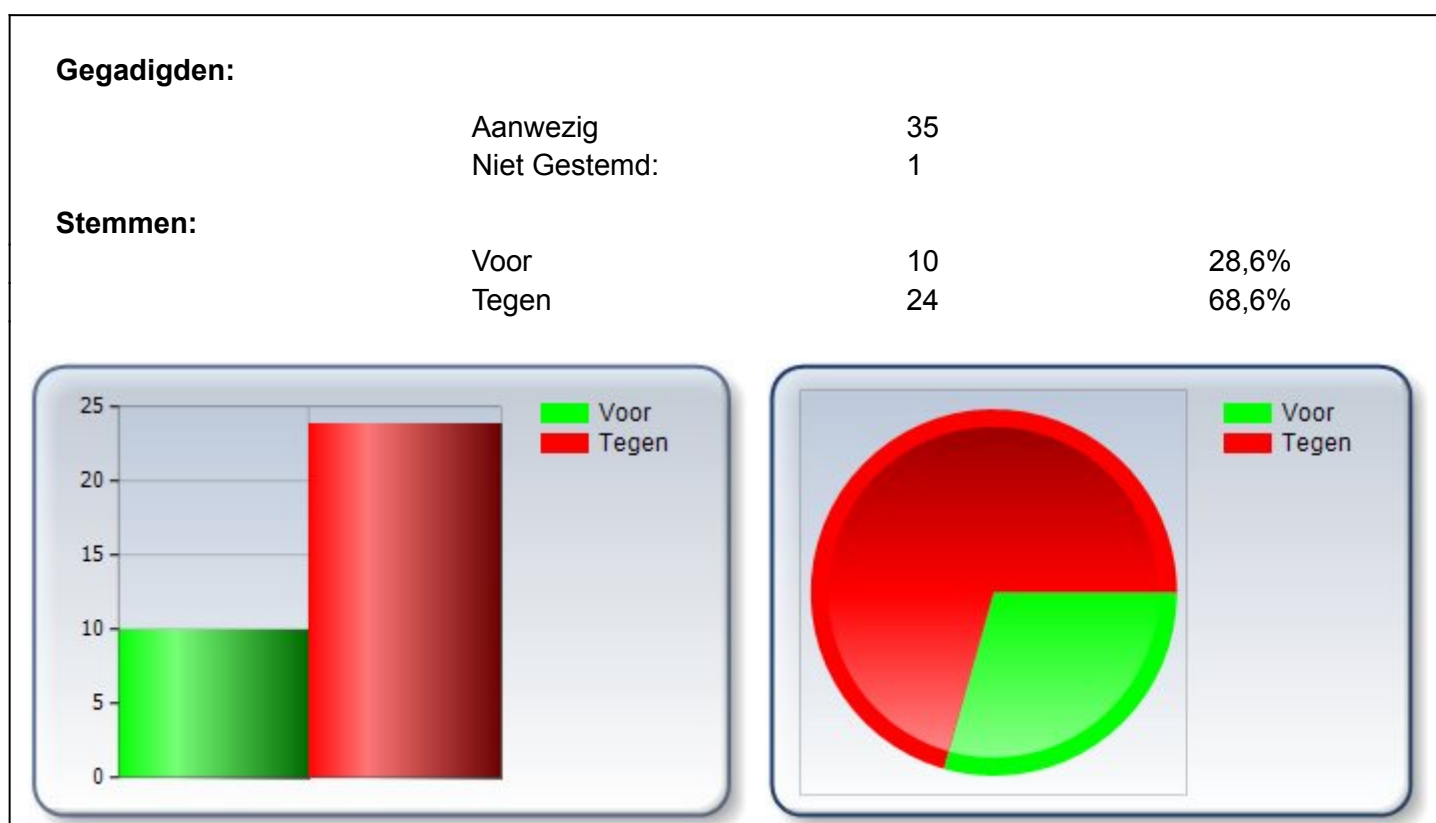 Gegadigden:
Aanwezig 35
Niet Gestemd: 1
Stemmen:
Voor 10 28,6%
Tegen 24 68,6%
25
20
15
10
5
0
Voor
Tegen
Voor
Tegen